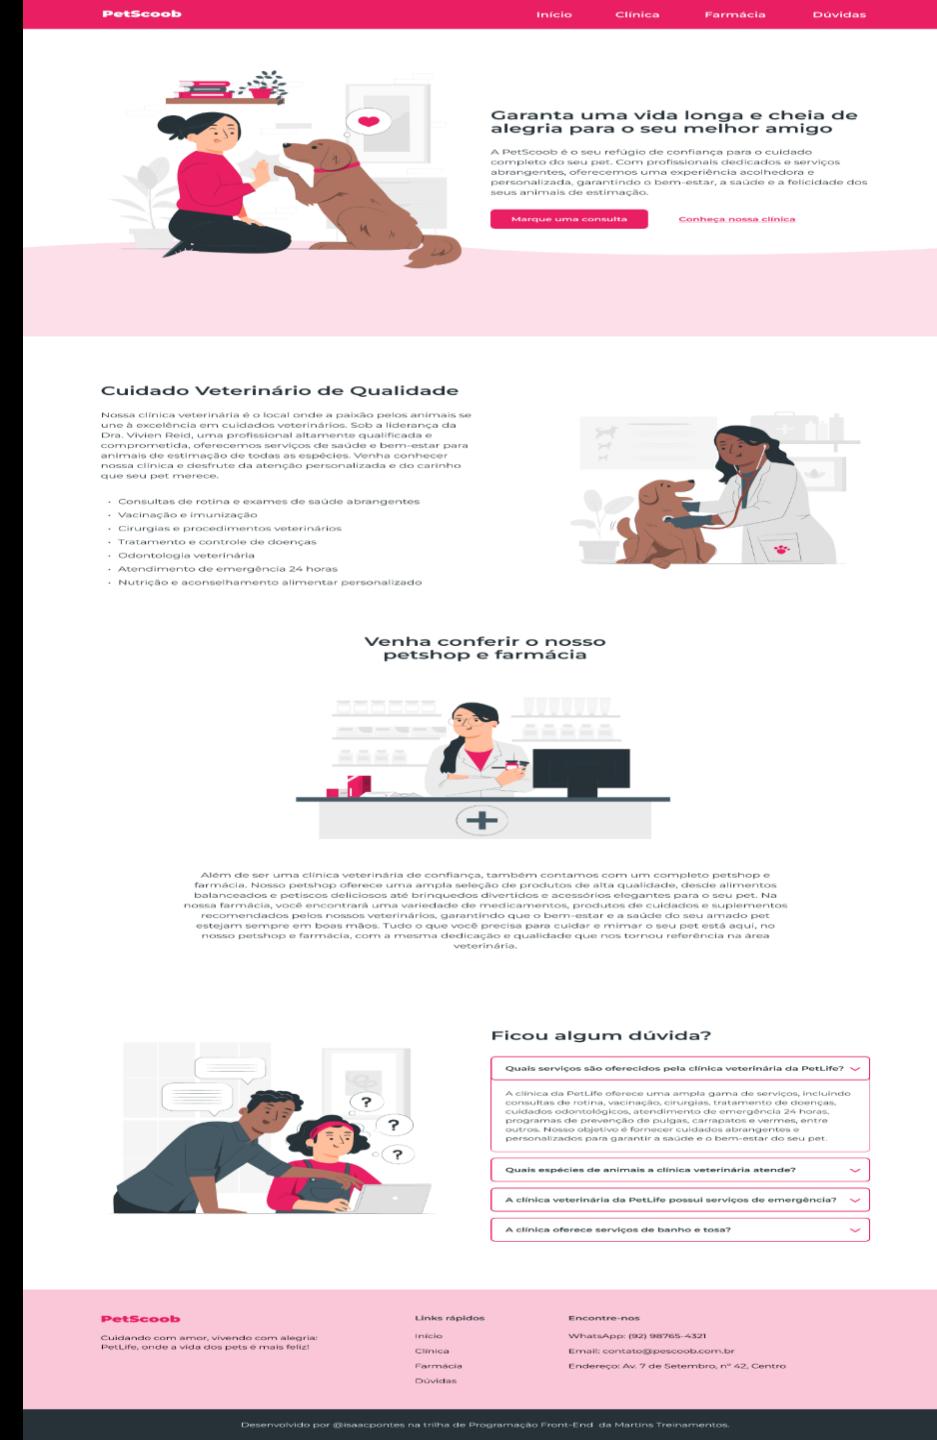 PetScoob
Início Clínica Farmácia Dúvidas
Garanta uma vida longa e cheia de
alegria para o seu melhor amigo
A PetScoob é o seu refúgio de confiança para o cuidado
completo do seu pet. Com profissionais dedicados e serviços
abrangentes, oferecemos uma experiência acolhedora e
personalizada, garantindo o bem-estar, a saúde e a felicidade dos
seus animais de estimação.
Marque uma consulta Conheça nossa clínica
Cuidado Veterinário de Qualidade
Nossa clínica veterinária é o local onde a paixão pelos animais se
une à excelência em cuidados veterinários. Sob a liderança da
Dra. Vivien Reid, uma profissional altamente qualificada e
comprometida, oferecemos serviços de saúde e bem-estar para
animais de estimação de todas as espécies. Venha conhecer
nossa clínica e desfrute da atenção personalizada e do carinho
que seu pet merece.
• Consultas de rotina e exames de saúde abrangentes
• Vacinação e imunização
• Cirurgias e procedimentos veterinários
• Tratamento e controle de doenças
• Odontologia veterinária
• Atendimento de emergência 24 horas
• Nutrição e aconselhamento alimentar personalizado
Venha conferir o nosso
petshop e farmácia
Além de ser uma clínica veterinária de confiança, também contamos com um completo petshop e
farmácia. Nosso petshop oferece uma ampla seleção de produtos de alta qualidade, desde alimentos
balanceados e petiscos deliciosos até brinquedos divertidos e acessórios elegantes para o seu pet. Na
nossa farmácia, você encontrará uma variedade de medicamentos, produtos de cuidados e suplementos
recomendados pelos nossos veterinários, garantindo que o bem-estar e a saúde do seu amado pet
estejam sempre em boas mãos. Tudo o que você precisa para cuidar e mimar o seu pet está aqui, no
nosso petshop e farmácia, com a mesma dedicação e qualidade que nos tornou referência na área
veterinária.
? 
?
?
Ficou algum dúvida?
Quais serviços são oferecidos pela clínica veterinária da PetLife?
A clínica da PetLife oferece uma ampla gama de serviços, incluindo
consultas de rotina, vacinação, cirurgias, tratamento de doenças,
cuidados odontológicos, atendimento de emergência 24 horas,
programas de prevenção de pulgas, carrapatos e vermes, entre
outros. Nosso objetivo é fornecer cuidados abrangentes e
personalizados para garantir a saúde e o bem-estar do seu pet.
Quais espécies de animais a clínica veterinária atende?
A clínica veterinária da PetLife possui serviços de emergência?
A clínica oferece serviços de banho e tosa?
PetScoob
Cuidando com amor, vivendo com alegria:
PetLife, onde a vida dos pets é mais feliz!
Links rápidos
Início
Clínica
Farmácia
Dúvidas
Encontre-nos
WhatsApp: (92) 98765-4321
Email: contato@pescoob.com.br
Endereço: Av. 7 de Setembro, n° 42, Centro
Desenvolvido por @isaacpontes na trilha de Programação Front-End da Martins Treinamentos.